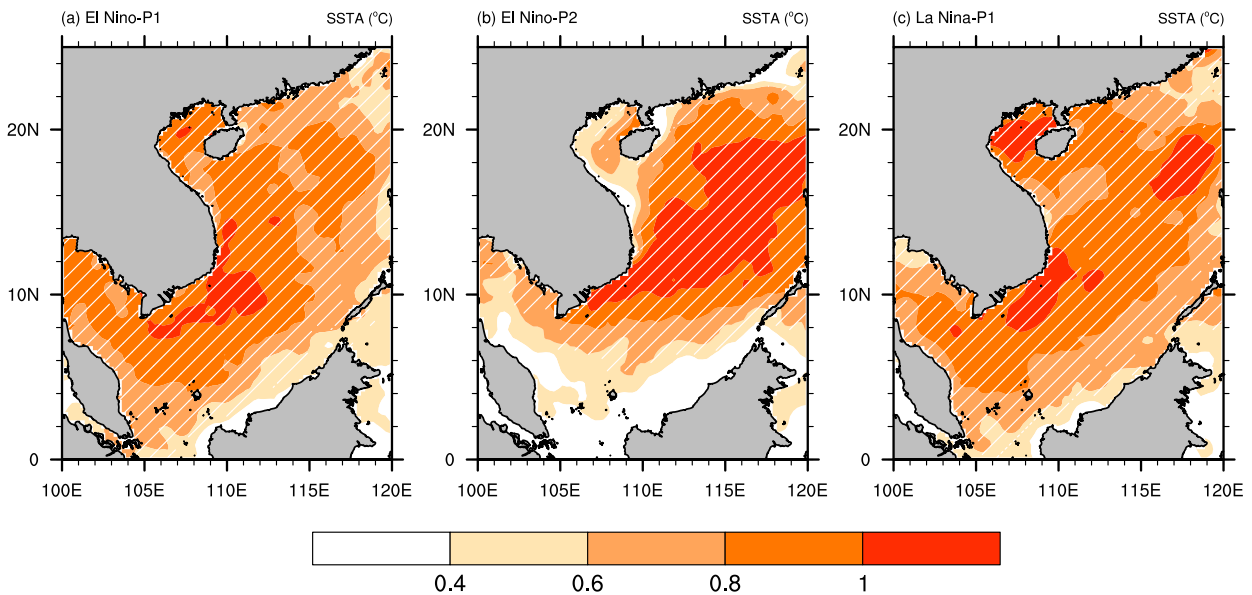 (a) El Nino-P1 SSTA (°C)
(b) El Nino-P2 SSTA (°C)
(c) La Nina-P1 SSTA (°C)
20N 20N 20N
10N 10N 10N
0 0 0
100E 105E 110E 115E 120E
100E 105E 110E 115E 120E
100E 105E 110E 115E 120E
0.4 0.6 0.8 1